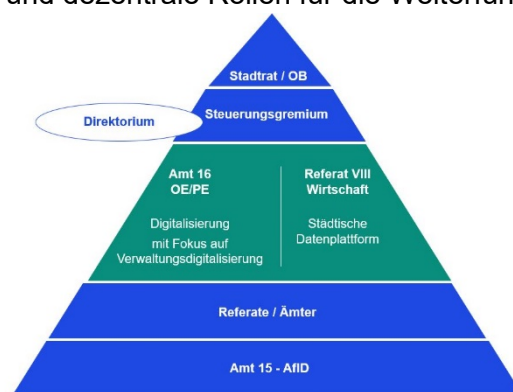 und dezentrale Rollen für die
Stadtrat / OB
Direktorium
Steuerungsgremium
Amt 16
OE/PE
Digitalisierung
mit Fokus auf
Verwaltungsdigitalisierung
Referat VIII
Wirtschaft
Städtische
Datenplattform
Referate / Ämter
Amt 15 - AfID